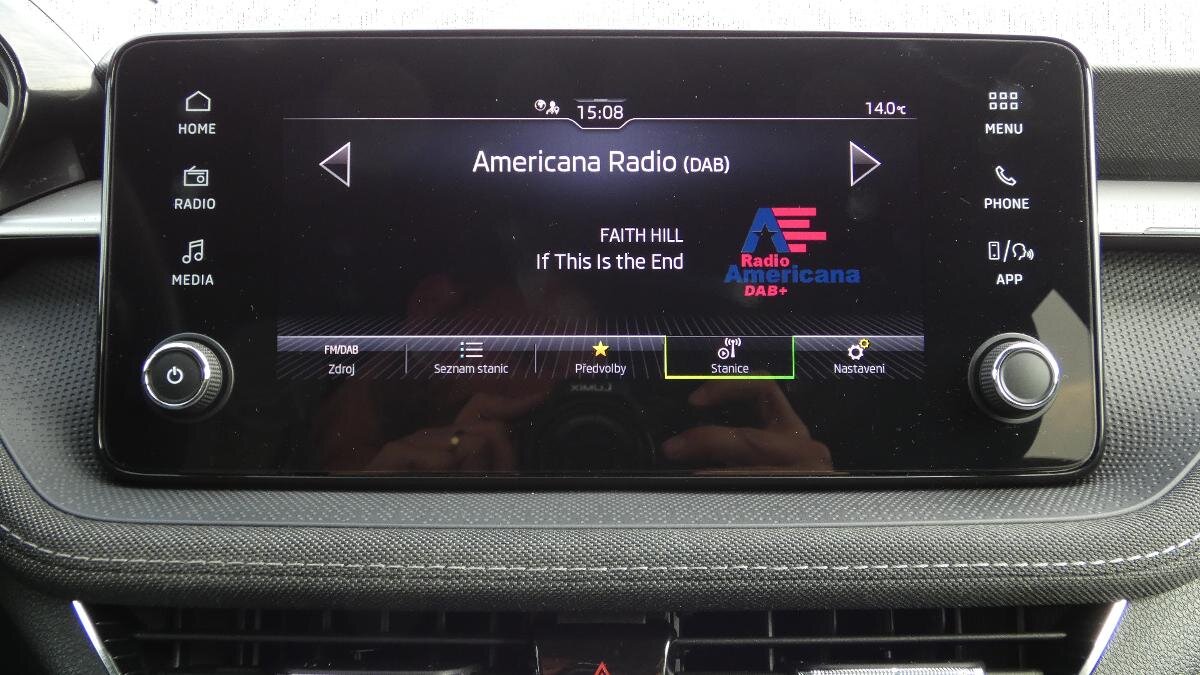 HOME
RADIO
MEDIA
15:08
14.0°C
Americana Radio (DAB)
FAITH HILL
If This Is the End
Radio
Americana
DAB+
FM/DAB
Zdroj
Seznam stanic
Předvolby
Stanice
Nastavení
MENU
PHONE
APP
LUMIX